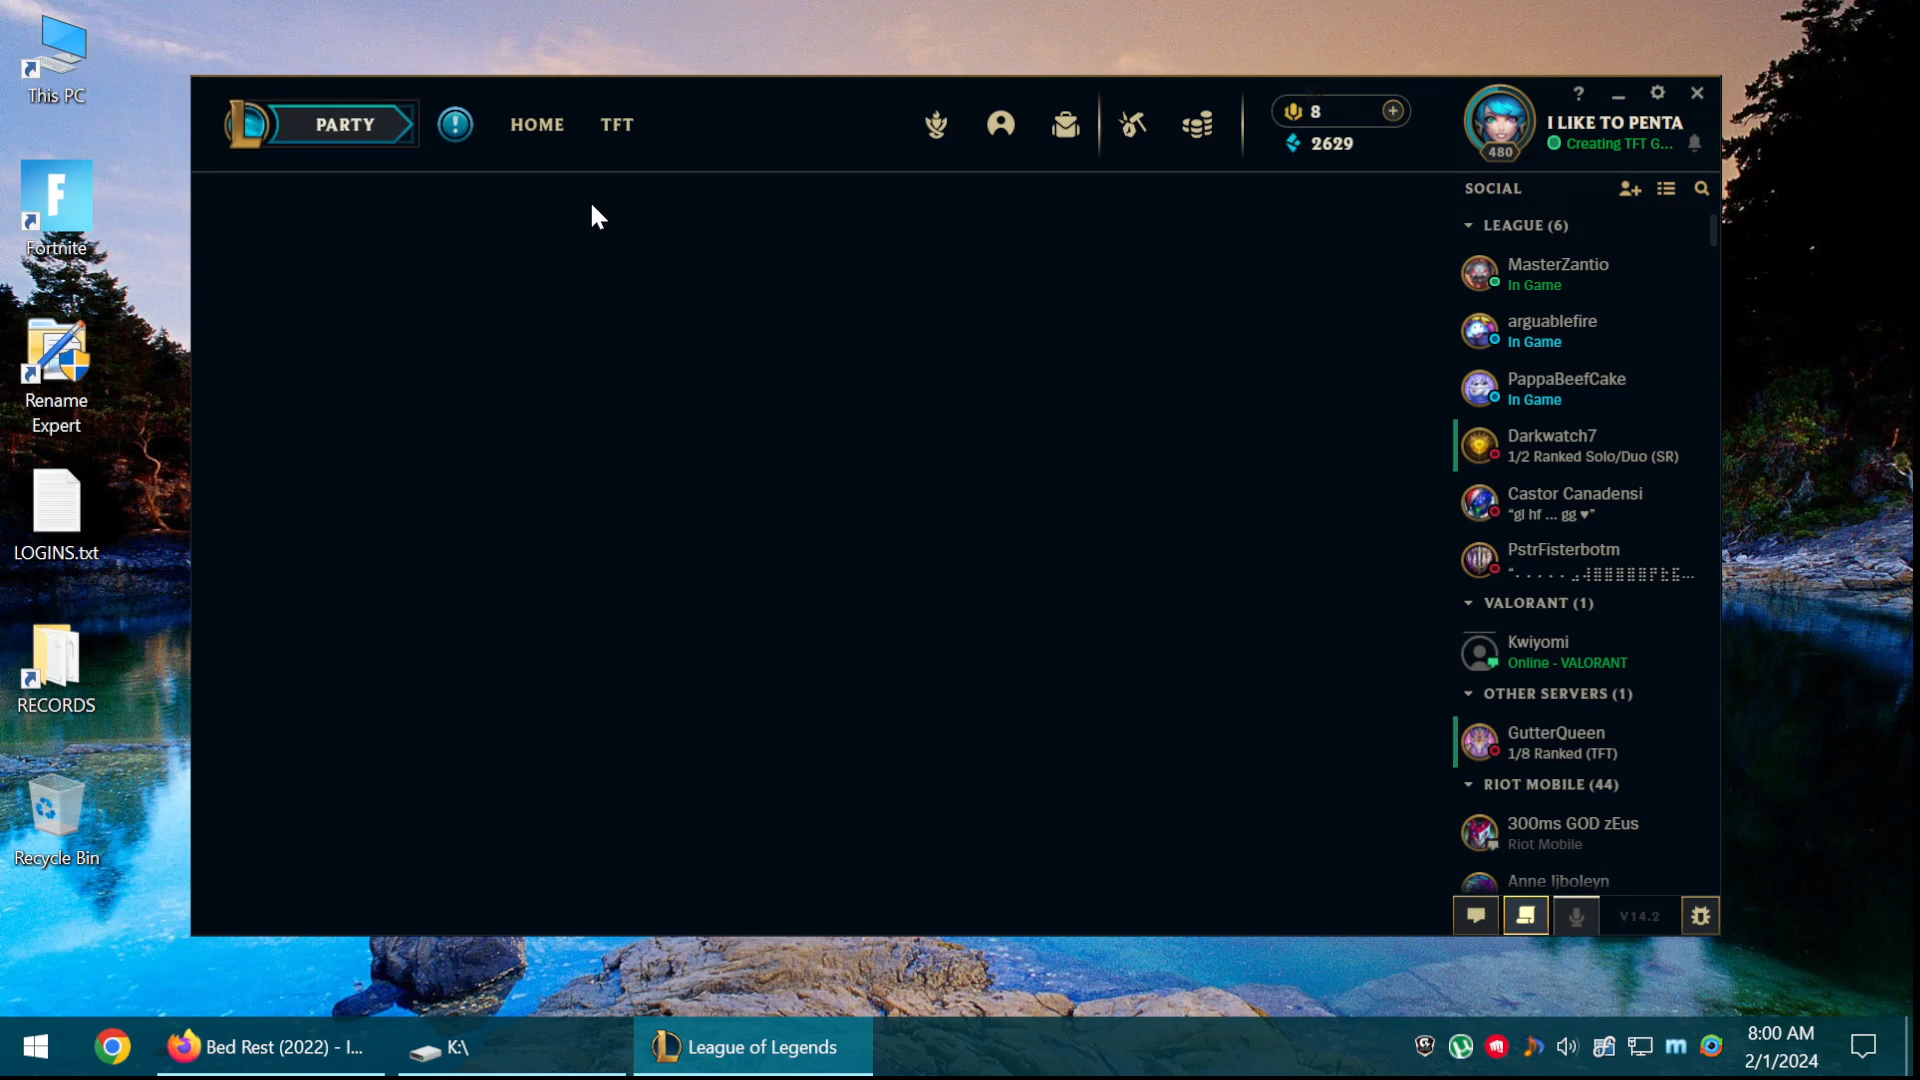 This PC
Fortnite
Rename
Expert
LOGINS.txt
RECORDS
Recycle Bin
PARTY
HOME
TFT
8
2629
480
I LIKE TO PENTA
Creating TFT G...
SOCIAL
LEAGUE (6)
MasterZantio
In Game
arguablefire
In Game
PappaBeefCake
In Game
Darkwatch7
1/2 Ranked Solo/Duo (SR)
Castor Canadensi
"gl hf ... gg ♥"
PstrFisterbotm
VALORANT (1)
Kwiyomi
Online - VALORANT
OTHER SERVERS (1)
GutterQueen
1/8 Ranked (TFT)
RIOT MOBILE (44)
300ms GOD zEus
Riot Mobile
Anne Ijboleyn
V14.2
Bed Rest (2022) - I...
K:\
League of Legends
8:00 AM
2/1/2024